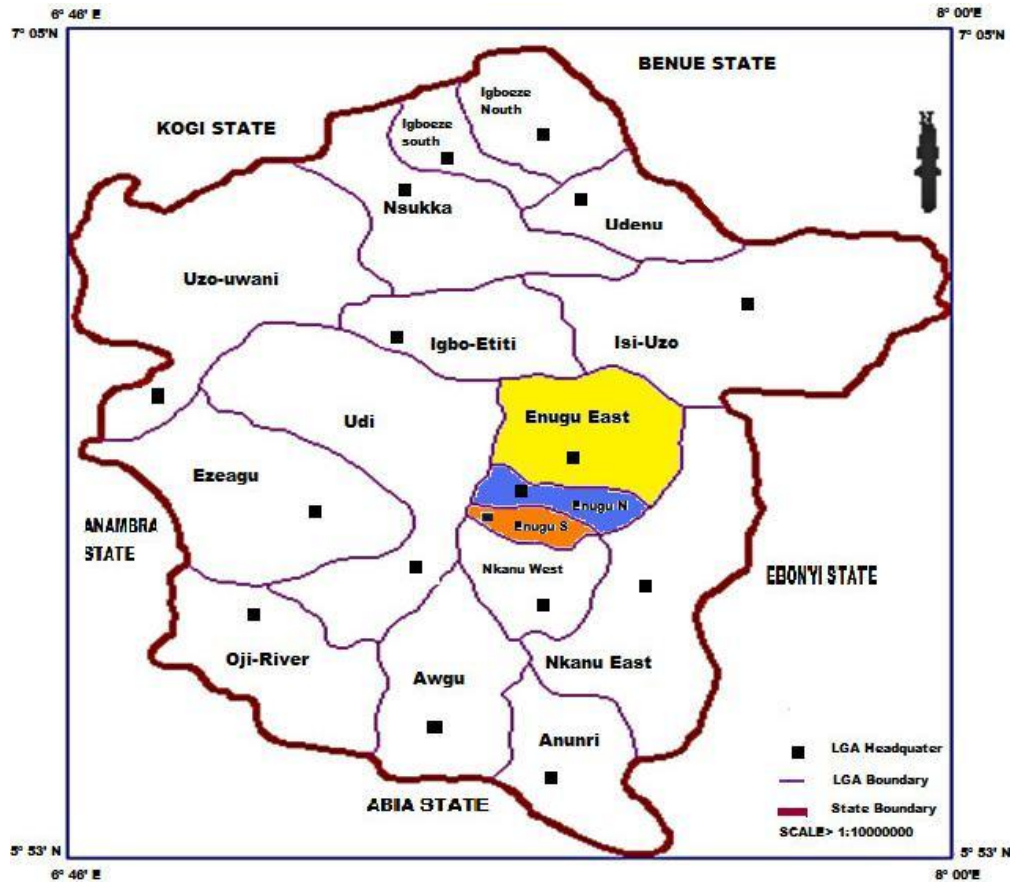 6° 46' E
8° 00'E
7° 05'N
7° 05'N
BENUE STATE
KOGI STATE
Igboeze
Nouth
Igboeze
south
N
Nsukka
Udenu
Uzo-uwani
Igbo-Etiti
Isi-Uzo
Udi
Enugu East
Ezeagu
Enugu N
Enugu S
ANAMBRA
STATE
Nkanu West
EBONYI STATE
Oji-River
Nkanu East
Awgu
Anunri
ABIA STATE
LGA Headquater
LGA Boundary
State Boundary
SCALE> 1:10000000
5° 53' N
5° 53' N
6° 46' E
8° 00'E